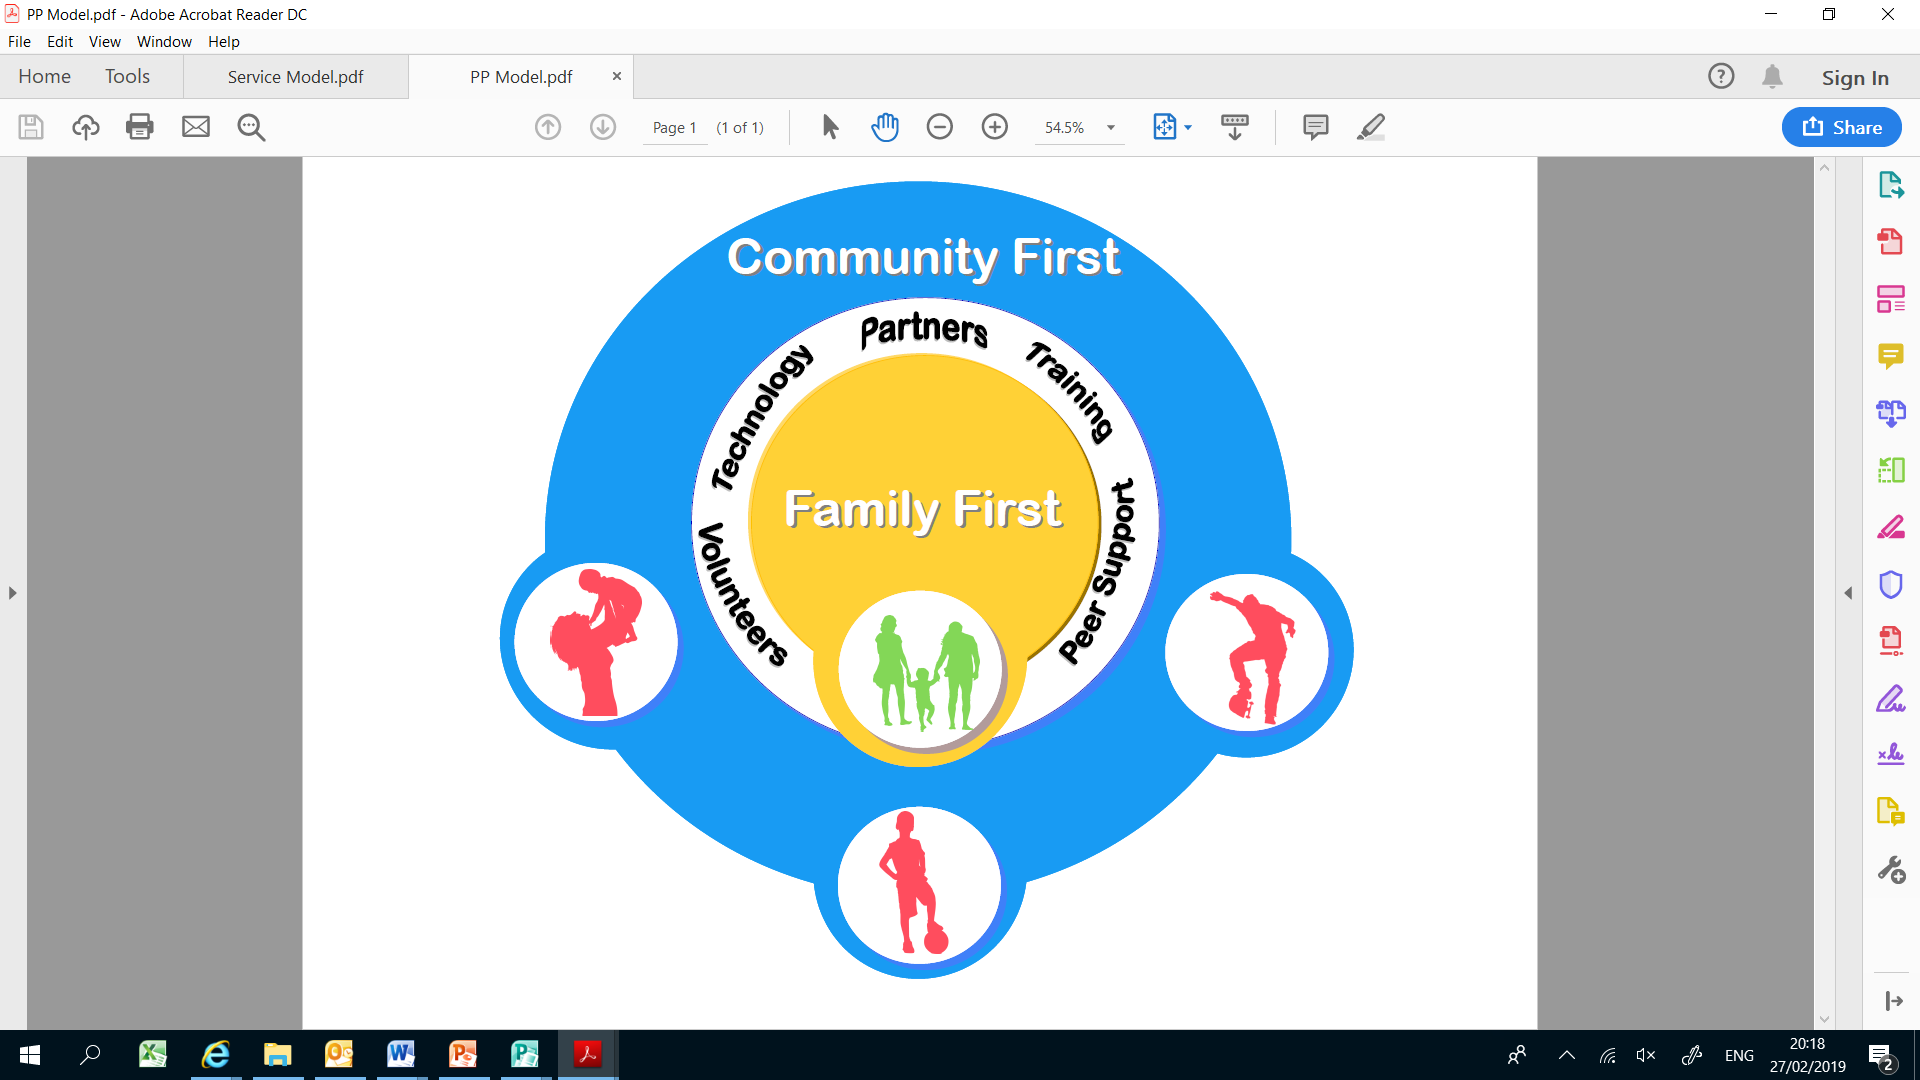 PP Model.pdf - Adobe Acrobat Reader DC
File Edit View Window Help
Home Tools Service Model.pdf PP Model.pdf Sign In
Page 1 (1 of 1) 54.5% Share
Community First
Partners
Technology
Training
Family First
Volunteers
Peer Support
20:18
ENG
27/02/2019
2